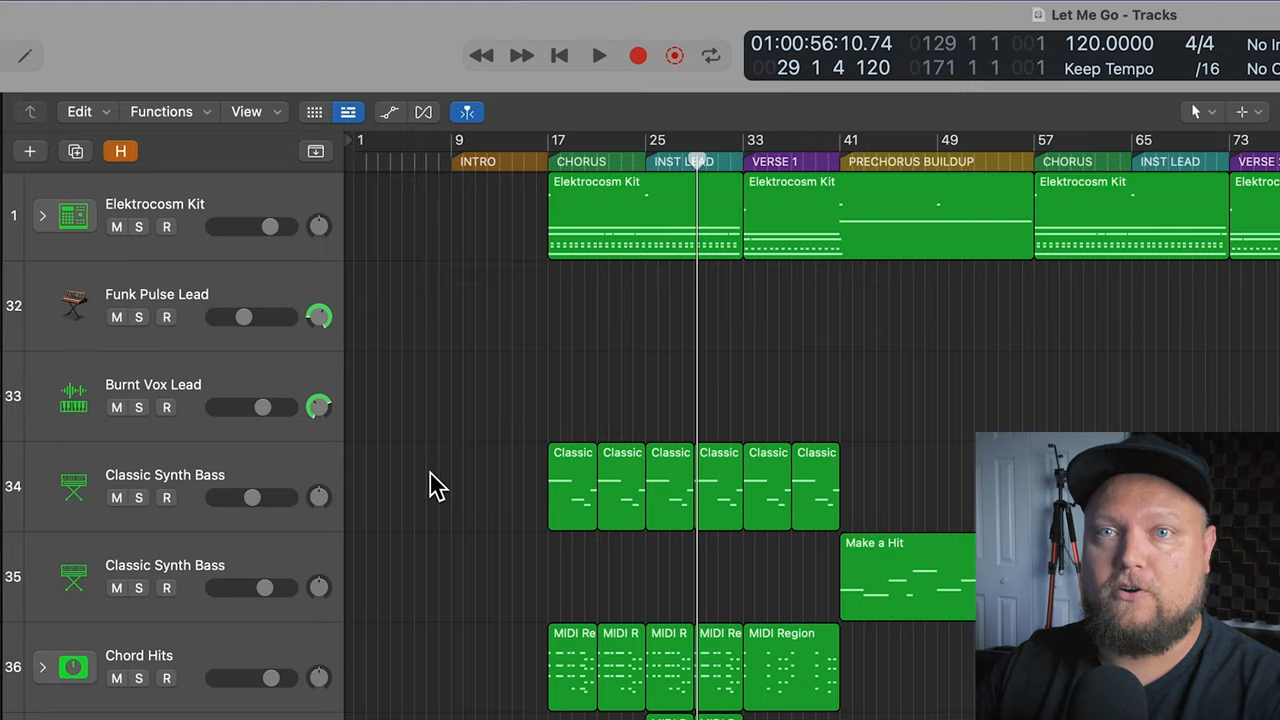 Let Me Go - Tracks
01:00:56:10.74 0129 1 1 001 120.0000 4/4 No In
0029 1 4 120 0171 1 1 001 Keep Tempo /16 No C
Edit Functions View
1 9 17 25 33 41 49 57 65 73
H
INTRO CHORUS INST LEAD VERSE 1 PRECHORUS BUILDUP CHORUS INST LEAD VERSE
Elektrocosm Kit Elektrocosm Kit Elektrocosm Kit Elektroc
1 Elektrocosm Kit
M S R
32 Funk Pulse Lead
M S R
33 Burnt Vox Lead
M S R
Classic Classic Classic Classic Classic Classic
34 Classic Synth Bass
M S R
Make a Hit
35 Classic Synth Bass
M S R
MIDI Re MIDI R MIDI R MIDI Re MIDI Region
36 Chord Hits
M S R